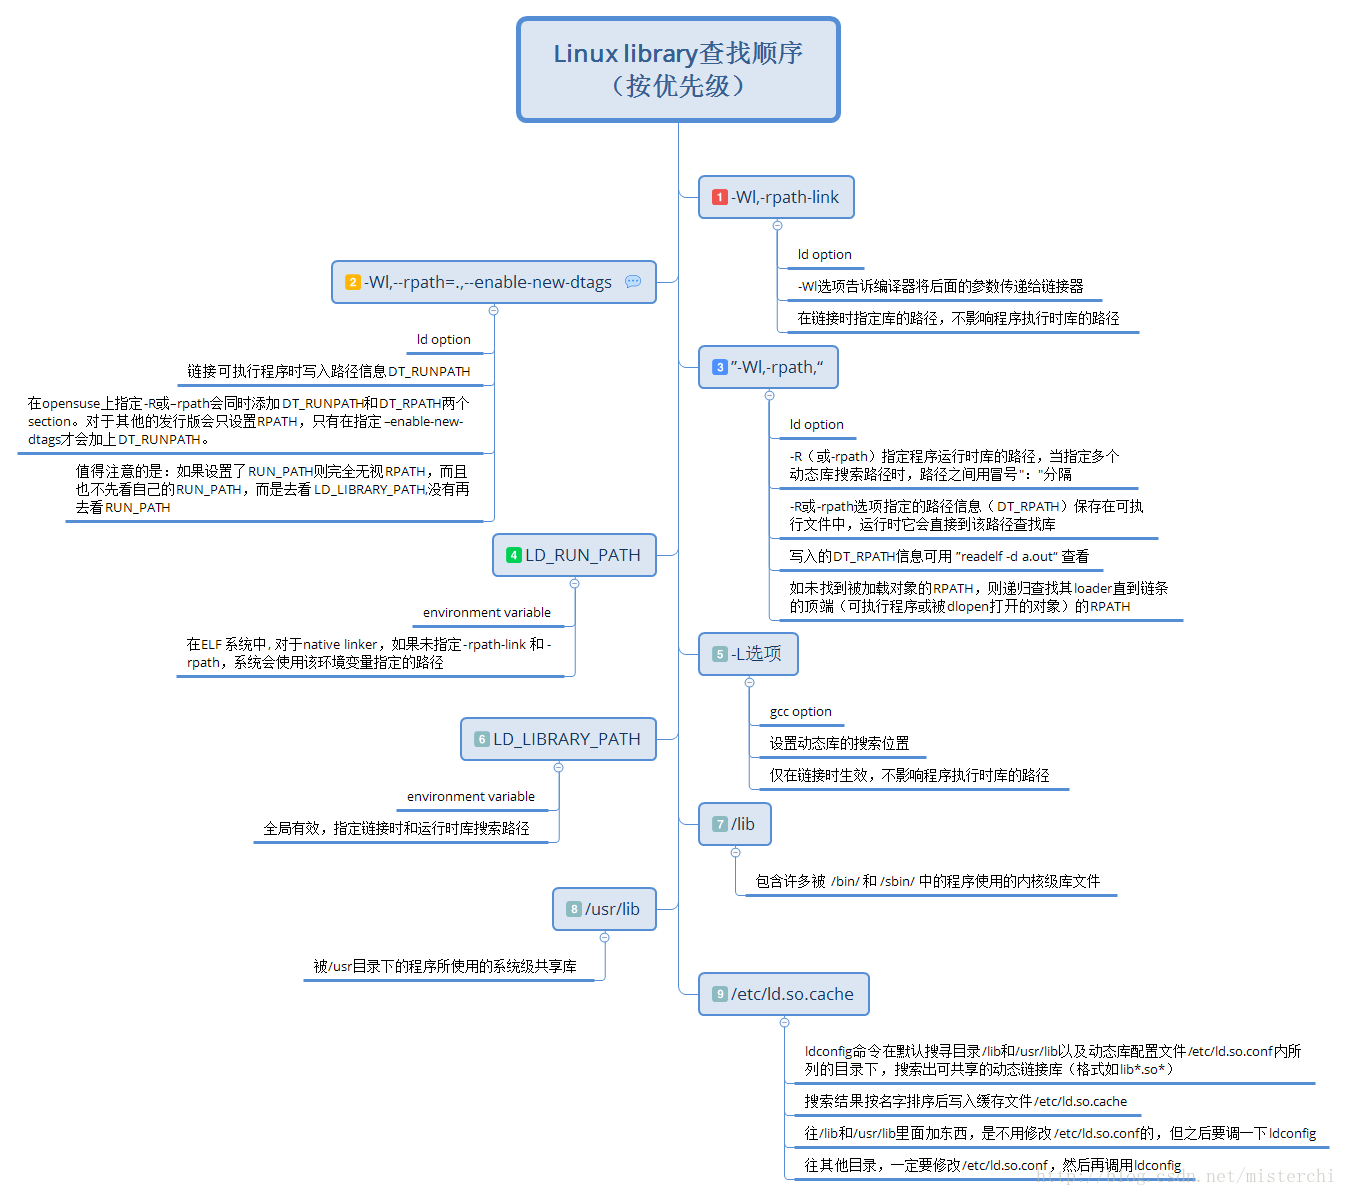 Linux library查找顺序
（按优先级）
1 -Wl,-rpath-link
ld option
-Wl选项告诉编译器将后面的参数传递给链接器
在链接时指定库的路径，不影响程序执行时库的路径
2 -Wl,--rpath=.,--enable-new-dtags
ld option
链接可执行程序时写入路径信息DT_RUNPATH
在opensuse上指定-R或–rpath会同时添加DT_RUNPATH和DT_RPATH两个
section。对于其他的发行版会只设置RPATH，只有在指定–enable-new-
dtags才会加上DT_RUNPATH。
值得注意的是：如果设置了RUN_PATH则完全无视RPATH，而且
也不先看自己的RUN_PATH，而是去看LD_LIBRARY_PATH,没有再
去看RUN_PATH
3 ”-Wl,-rpath,“
ld option
-R（或-rpath）指定程序运行时库的路径，当指定多个
动态库搜索路径时，路径之间用冒号"："分隔
-R或-rpath选项指定的路径信息（DT_RPATH）保存在可执
行文件中，运行时它会直接到该路径查找库
写入的DT_RPATH信息可用 ”readelf -d a.out“ 查看
如未找到被加载对象的RPATH，则递归查找其loader直到链条
的顶端（可执行程序或被dlopen打开的对象）的RPATH
4 LD_RUN_PATH
environment variable
在ELF 系统中, 对于native linker，如果未指定-rpath-link 和 -
rpath，系统会使用该环境变量指定的路径
5 -L选项
gcc option
设置动态库的搜索位置
仅在链接时生效，不影响程序执行时库的路径
6 LD_LIBRARY_PATH
environment variable
全局有效，指定链接时和运行时库搜索路径
7 /lib
包含许多被 /bin/ 和 /sbin/ 中的程序使用的内核级库文件
8 /usr/lib
被/usr目录下的程序所使用的系统级共享库
9 /etc/ld.so.cache
ldconfig命令在默认搜寻目录/lib和/usr/lib以及动态库配置文件/etc/ld.so.conf内所
列的目录下，搜索出可共享的动态链接库（格式如lib*.so*）
搜索结果按名字排序后写入缓存文件/etc/ld.so.cache
往/lib和/usr/lib里面加东西，是不用修改/etc/ld.so.conf的，但之后要调一下ldconfig
往其他目录，一定要修改/etc/ld.so.conf，然后再调用ldconfig
http://blog.csdn.net/misterchi